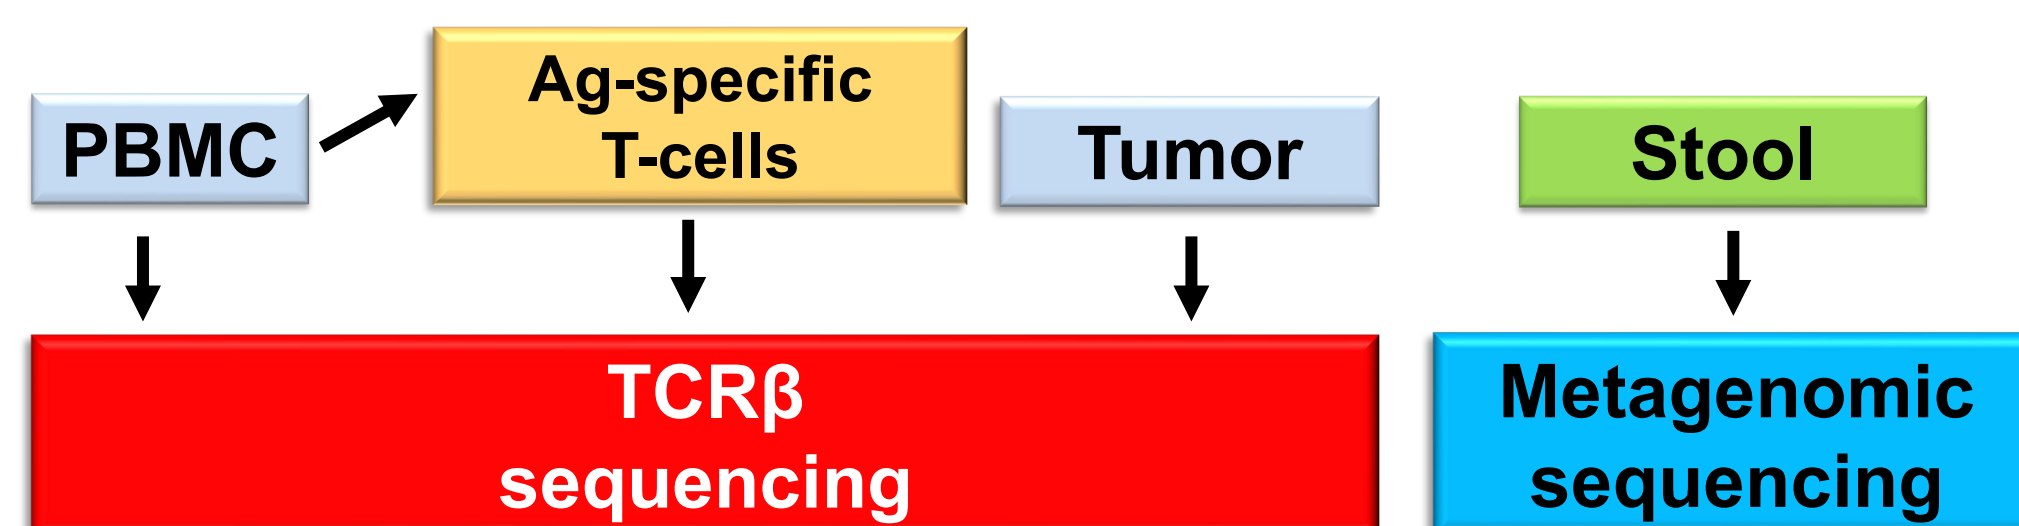 PBMC
Ag-specific
T-cells
Tumor
Stool
TCRβ
sequencing
Metagenomic
sequencing